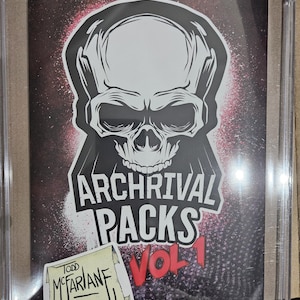 ARCHRIVAL
PACKS
VOL 1
TODD
McFARLANE